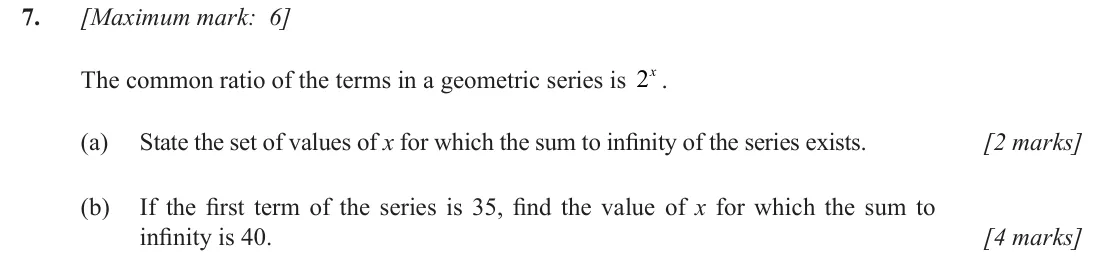 7. [Maximum mark: 6]
The common ratio of the terms in a geometric series is 2ˣ .
(a) State the set of values of x for which the sum to infinity of the series exists. [2 marks]
(b) If the first term of the series is 35, find the value of x for which the sum to
infinity is 40. [4 marks]